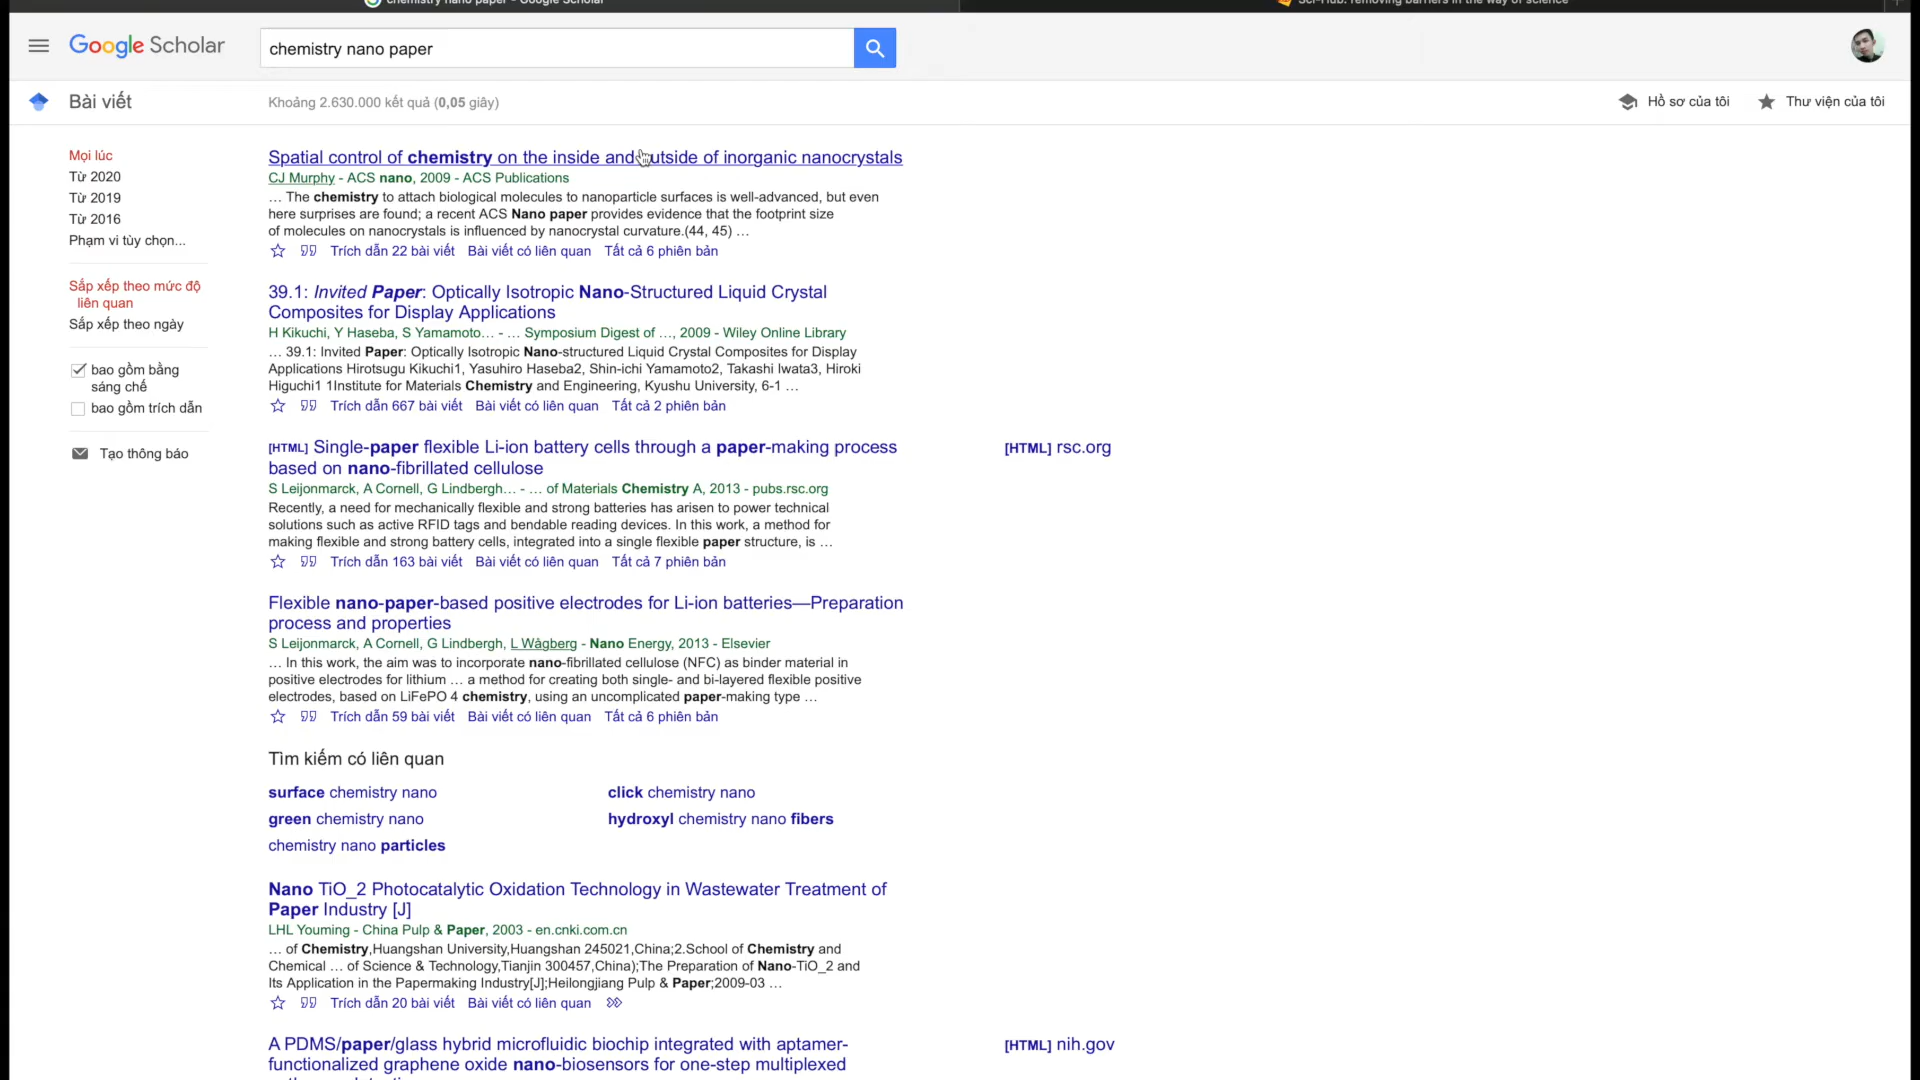 chemistry nano paper - Google Scholar
Sci-Hub: removing barriers in the way of science
Google Scholar
chemistry nano paper
Bài viết
Khoảng 2.630.000 kết quả (0,05 giây)
Hồ sơ của tôi
Thư viện của tôi
Mọi lúc
Từ 2020
Từ 2019
Từ 2016
Phạm vi tùy chọn...
Sắp xếp theo mức độ
liên quan
Sắp xếp theo ngày
bao gồm bằng
sáng chế
bao gồm trích dẫn
Tạo thông báo
Spatial control of chemistry on the inside and outside of inorganic nanocrystals
CJ Murphy - ACS nano, 2009 - ACS Publications
… The chemistry to attach biological molecules to nanoparticle surfaces is well-advanced, but even
here surprises are found; a recent ACS Nano paper provides evidence that the footprint size
of molecules on nanocrystals is influenced by nanocrystal curvature.(44, 45) …
Trích dẫn 22 bài viết Bài viết có liên quan Tất cả 6 phiên bản
39.1: Invited Paper: Optically Isotropic Nano-Structured Liquid Crystal
Composites for Display Applications
H Kikuchi, Y Haseba, S Yamamoto… - … Symposium Digest of …, 2009 - Wiley Online Library
… 39.1: Invited Paper: Optically Isotropic Nano-structured Liquid Crystal Composites for Display
Applications Hirotsugu Kikuchi1, Yasuhiro Haseba2, Shin-ichi Yamamoto2, Takashi Iwata3, Hiroki
Higuchi1 1Institute for Materials Chemistry and Engineering, Kyushu University, 6-1 …
Trích dẫn 667 bài viết Bài viết có liên quan Tất cả 2 phiên bản
[HTML] Single-paper flexible Li-ion battery cells through a paper-making process
based on nano-fibrillated cellulose
[HTML] rsc.org
S Leijonmarck, A Cornell, G Lindbergh… - … of Materials Chemistry A, 2013 - pubs.rsc.org
Recently, a need for mechanically flexible and strong batteries has arisen to power technical
solutions such as active RFID tags and bendable reading devices. In this work, a method for
making flexible and strong battery cells, integrated into a single flexible paper structure, is …
Trích dẫn 163 bài viết Bài viết có liên quan Tất cả 7 phiên bản
Flexible nano-paper-based positive electrodes for Li-ion batteries—Preparation
process and properties
S Leijonmarck, A Cornell, G Lindbergh, L Wågberg - Nano Energy, 2013 - Elsevier
… In this work, the aim was to incorporate nano-fibrillated cellulose (NFC) as binder material in
positive electrodes for lithium … a method for creating both single- and bi-layered flexible positive
electrodes, based on LiFePO 4 chemistry, using an uncomplicated paper-making type …
Trích dẫn 59 bài viết Bài viết có liên quan Tất cả 6 phiên bản
Tìm kiếm có liên quan
surface chemistry nano
click chemistry nano
green chemistry nano
hydroxyl chemistry nano fibers
chemistry nano particles
Nano TiO_2 Photocatalytic Oxidation Technology in Wastewater Treatment of
Paper Industry [J]
LHL Youming - China Pulp & Paper, 2003 - en.cnki.com.cn
… of Chemistry,Huangshan University,Huangshan 245021,China;2.School of Chemistry and
Chemical … of Science & Technology,Tianjin 300457,China);The Preparation of Nano-TiO_2 and
Its Application in the Papermaking Industry[J];Heilongjiang Pulp & Paper;2009-03 …
Trích dẫn 20 bài viết Bài viết có liên quan
A PDMS/paper/glass hybrid microfluidic biochip integrated with aptamer-
functionalized graphene oxide nano-biosensors for one-step multiplexed
[HTML] nih.gov